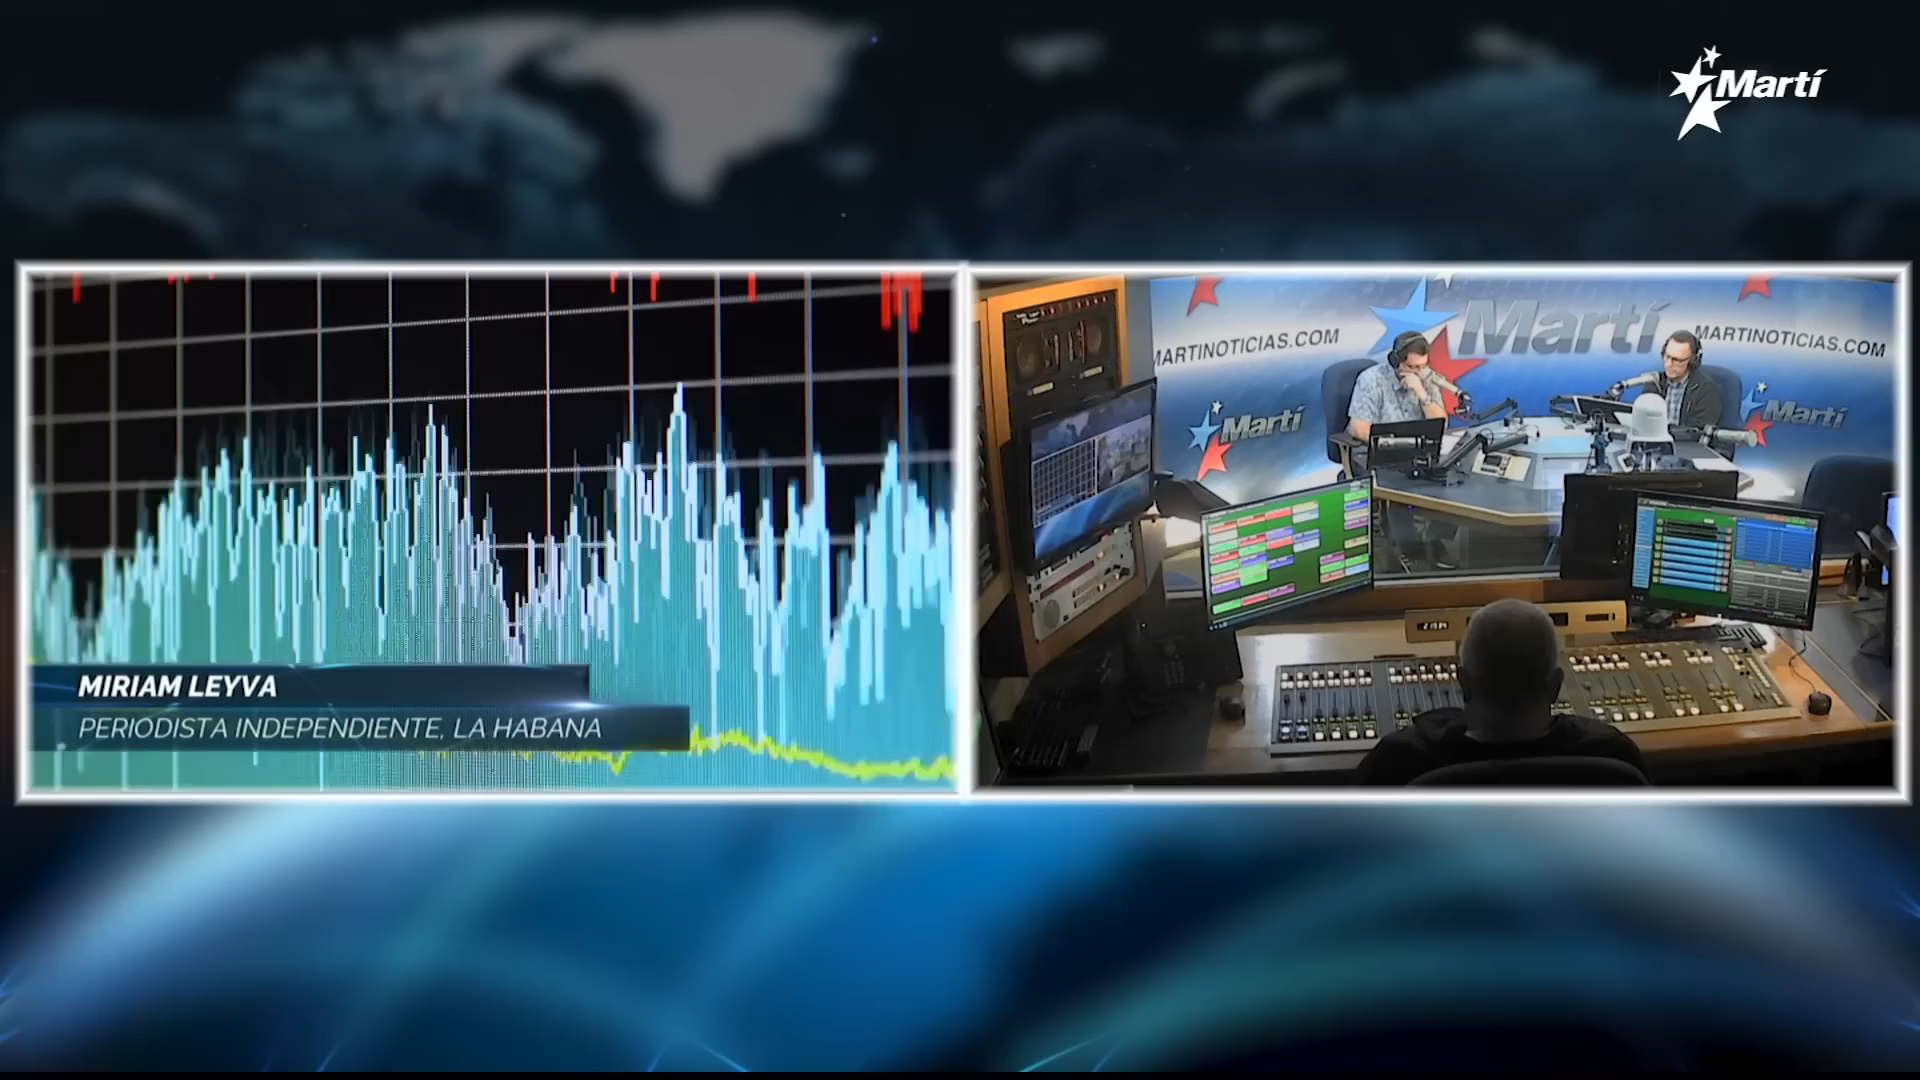 Martí
MIRIAM LEYVA
PERIODISTA INDEPENDIENTE, LA HABANA
MARTINOTICIAS.COM
Martí
MARTINOTICIAS.COM
Martí
Martí